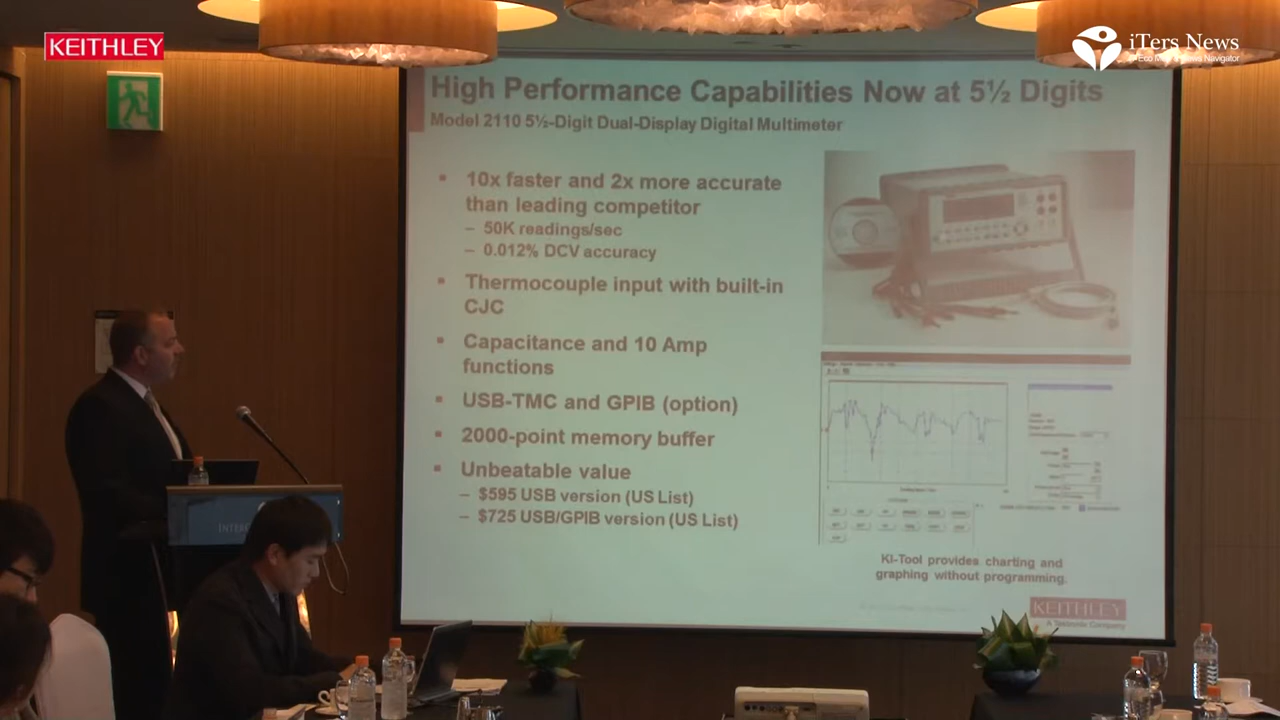 KEITHLEY
iTers News
High Performance Capabilities Now at 5½ Digits
Model 2110 5½-Digit Dual-Display Digital Multimeter
▪ 10x faster and 2x more accurate
than leading competitor
– 50K readings/sec
– 0.012% DCV accuracy
▪ Thermocouple input with built-in
CJC
▪ Capacitance and 10 Amp
functions
▪ USB-TMC and GPIB (option)
▪ 2000-point memory buffer
▪ Unbeatable value
– $595 USB version (US List)
– $725 USB/GPIB version (US List)
KI-Tool provides charting and
graphing without programming.
KEITHLEY
A Tektronix Company